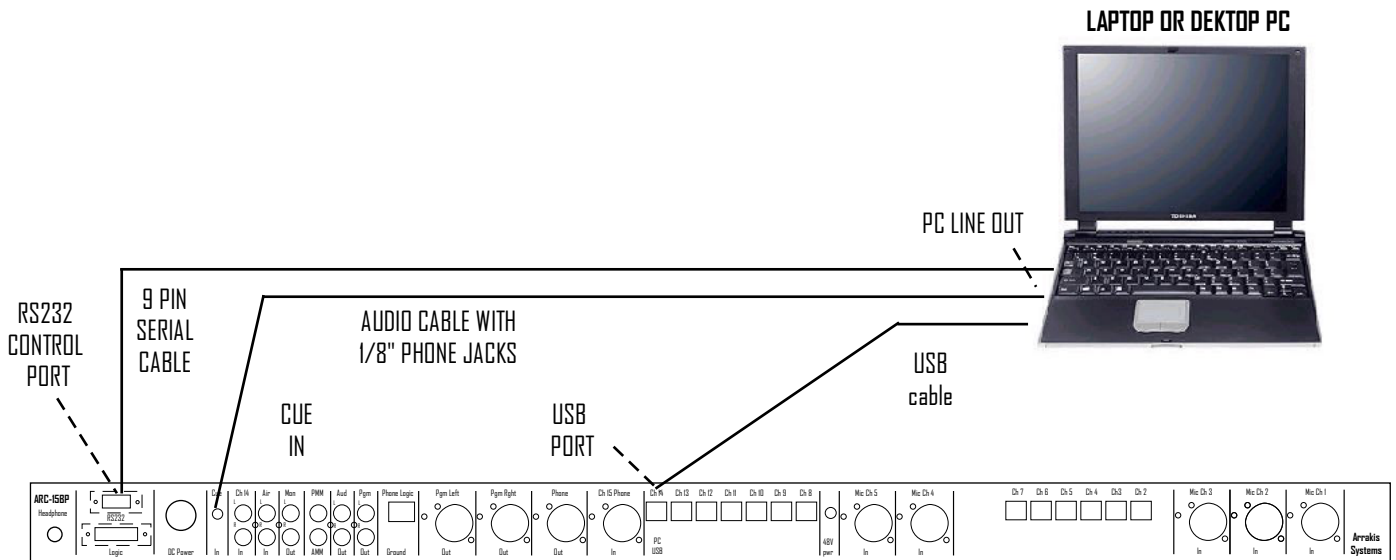 LAPTOP OR DEKTOP PC
PC LINE OUT
RS232
CONTROL
PORT
9 PIN
SERIAL
CABLE
AUDIO CABLE WITH
1/8" PHONE JACKS
CUE
IN
USB
PORT
USB
cable
ARC-15BP
Headphone
RS232
Logic
DC Power
Cue
In
Ch 14
L
R
In
Air
L
R
In
Mon
L
R
Out
PMM
AMM
Aud
L
R
Out
Pgm
L
R
Out
Phone Logic
Ground
Pgm Left
Out
Pgm Rght
Out
Phone
Out
Ch 15 Phone
In
Ch 14
PC
USB
Ch 13
Ch 12
Ch 11
Ch 10
Ch 9
Ch 8
48V
pwr
Mic Ch 5
In
Mic Ch 4
In
Ch 7
Ch 6
Ch 5
Ch 4
Ch3
Ch 2
Mic Ch 3
In
Mic Ch 2
In
Mic Ch 1
In
Arrakis
Systems